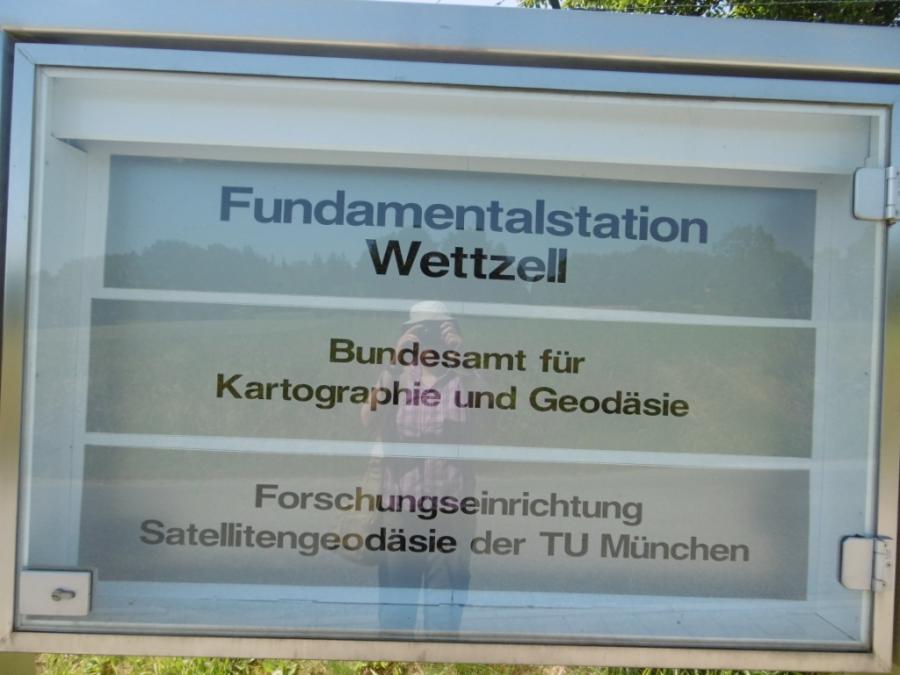 Fundamentalstation
Wettzell
Bundesamt für
Kartographie und Geodäsie
Forschungseinrichtung
Satellitengeodäsie der TU München